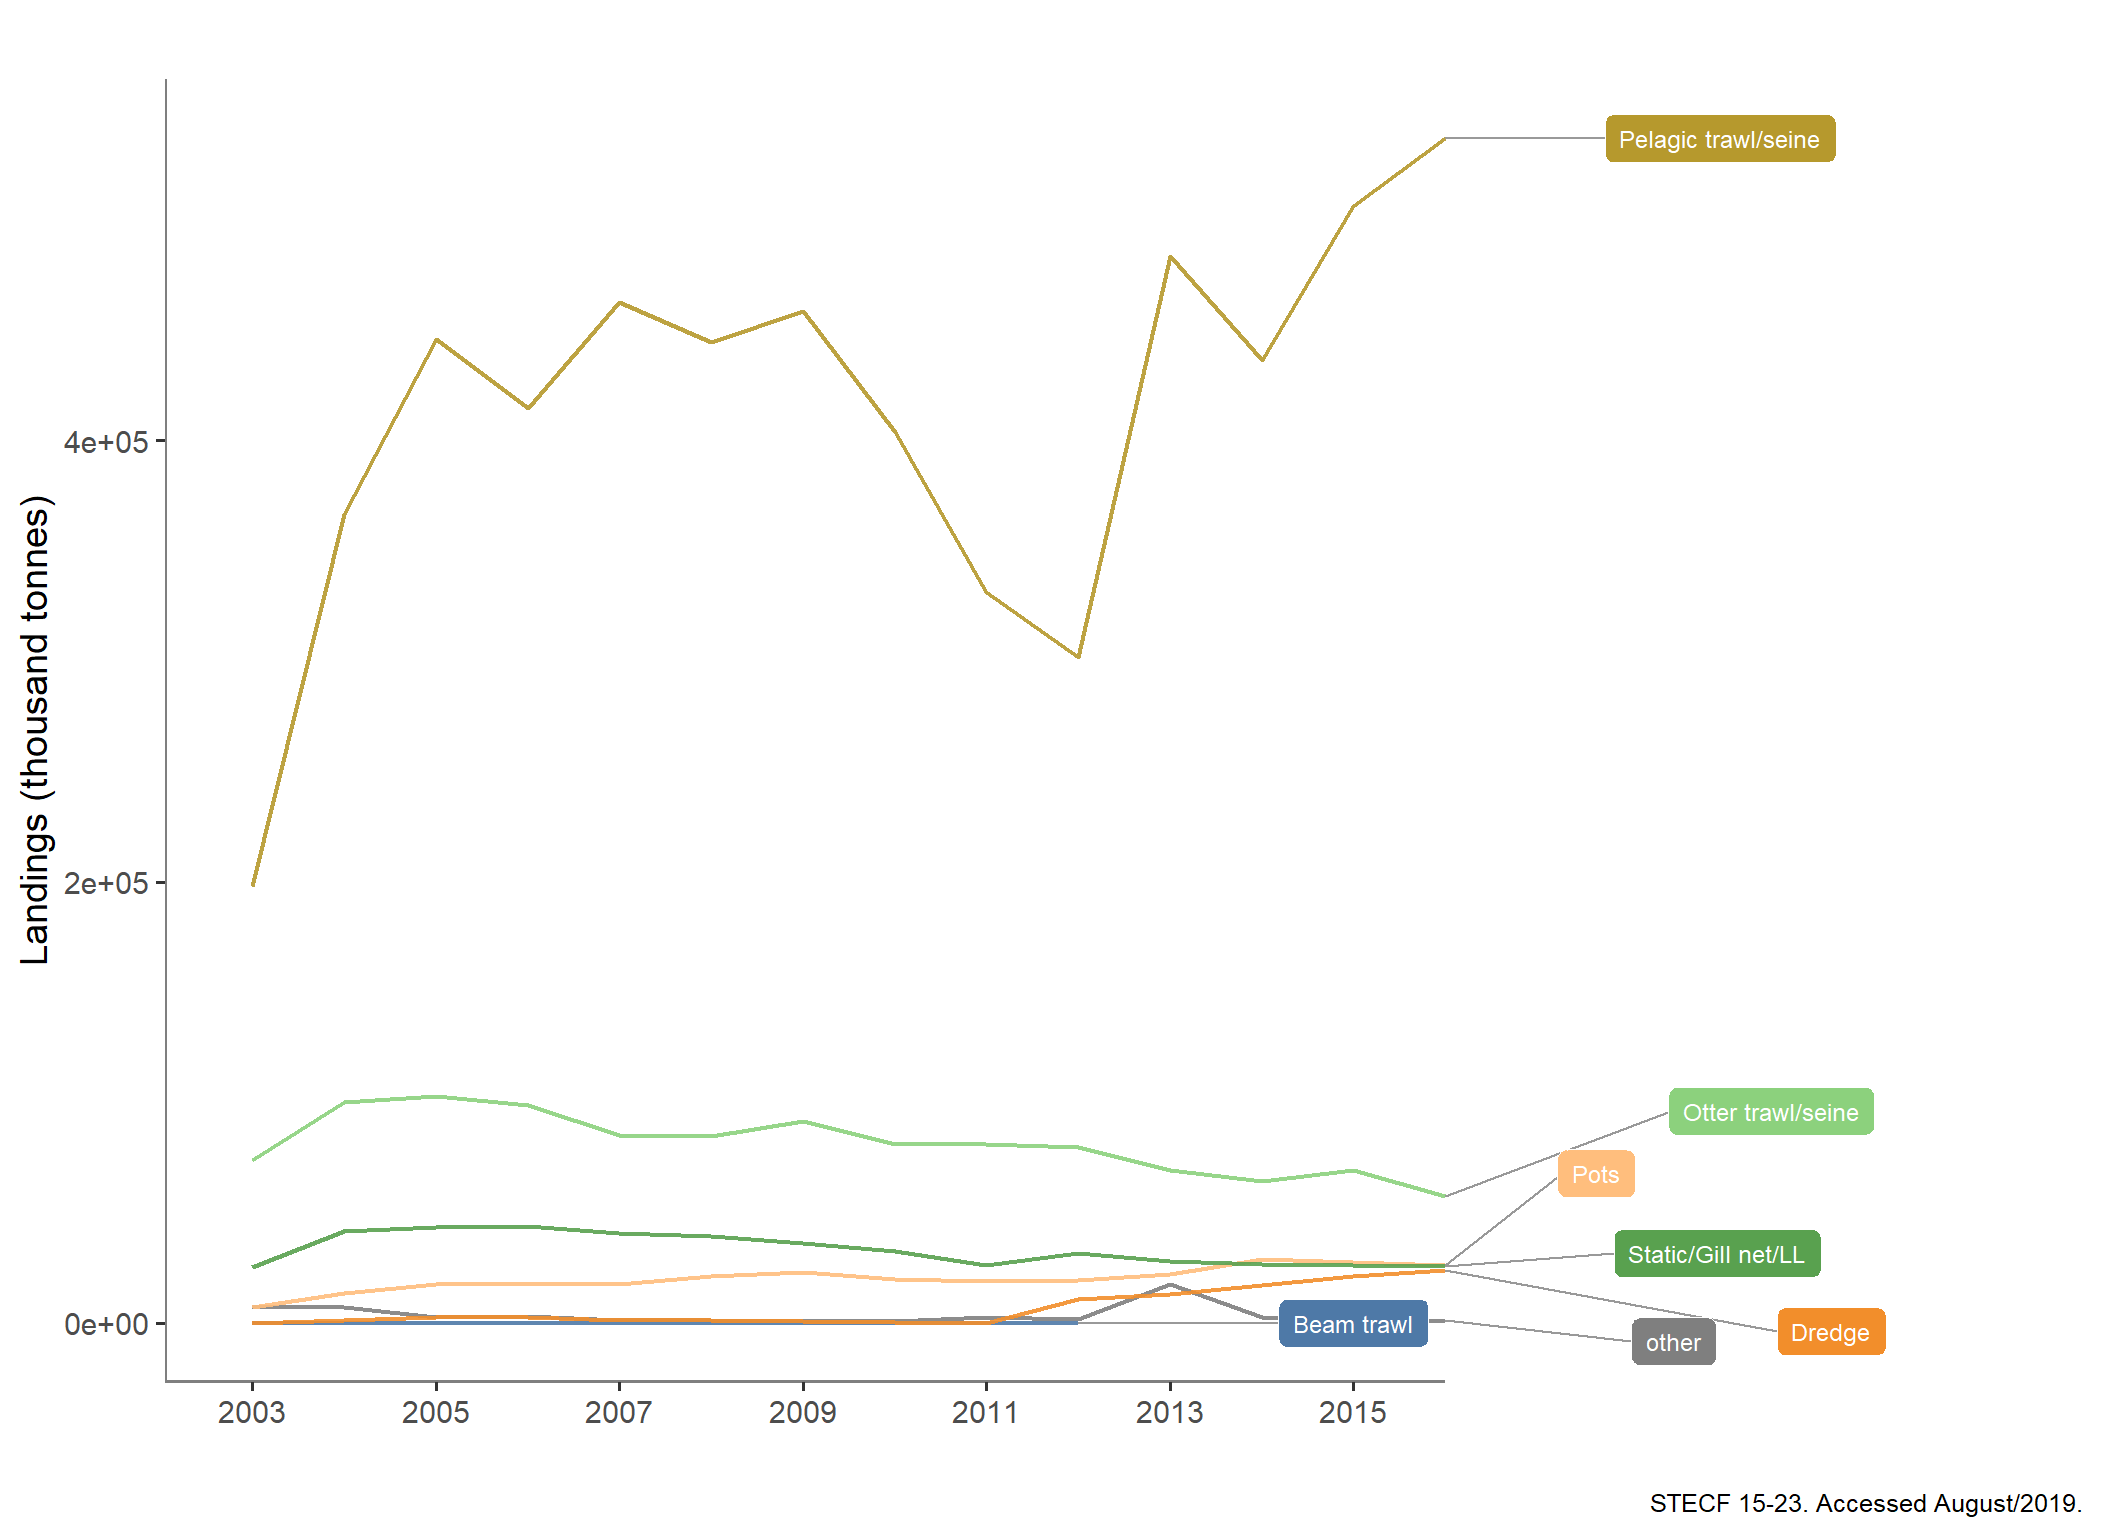 Pelagic trawl/seine
4e+05
Landings (thousand tonnes)
2e+05
Otter trawl/seine
Pots
Static/Gill net/LL
0e+00
Beam trawl
Dredge
other
2003 2005 2007 2009 2011 2013 2015
STECF 15-23. Accessed August/2019.